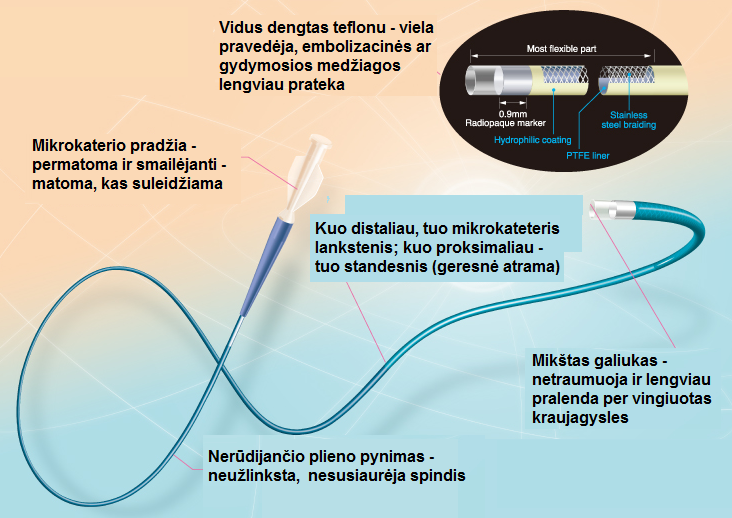 Vidus dengtas teflonu - viela
pravedėja, embolizacinės ar
gydymosios medžiagos
lengviau prateka
Most flexible part
0.9mm
Radiopaque marker
Hydrophilic coating
PTFE liner
Stainless
steel braiding
Mikrokaterio pradžia -
permatoma ir smailėjanti -
matoma, kas suleidžiama
Kuo distaliau, tuo mikrokateteris
lankstenis; kuo proksimaliau -
tuo standesnis (geresnė atrama)
Mikštas galiukas -
netraumuoja ir lengviau
pralenda per vingiuotas
kraujagysles
Nerūdijančio plieno pynimas -
neužlinksta, nesusiaurėja spindis